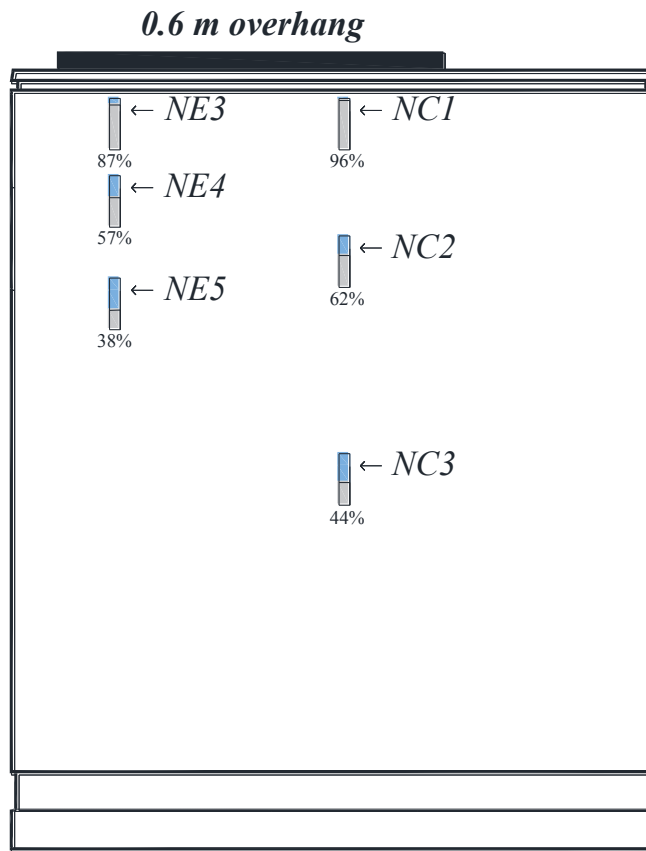 0.6 m overhang
← NE3
← NC1
87%
96%
← NE4
57%
← NC2
← NE5
62%
38%
← NC3
44%